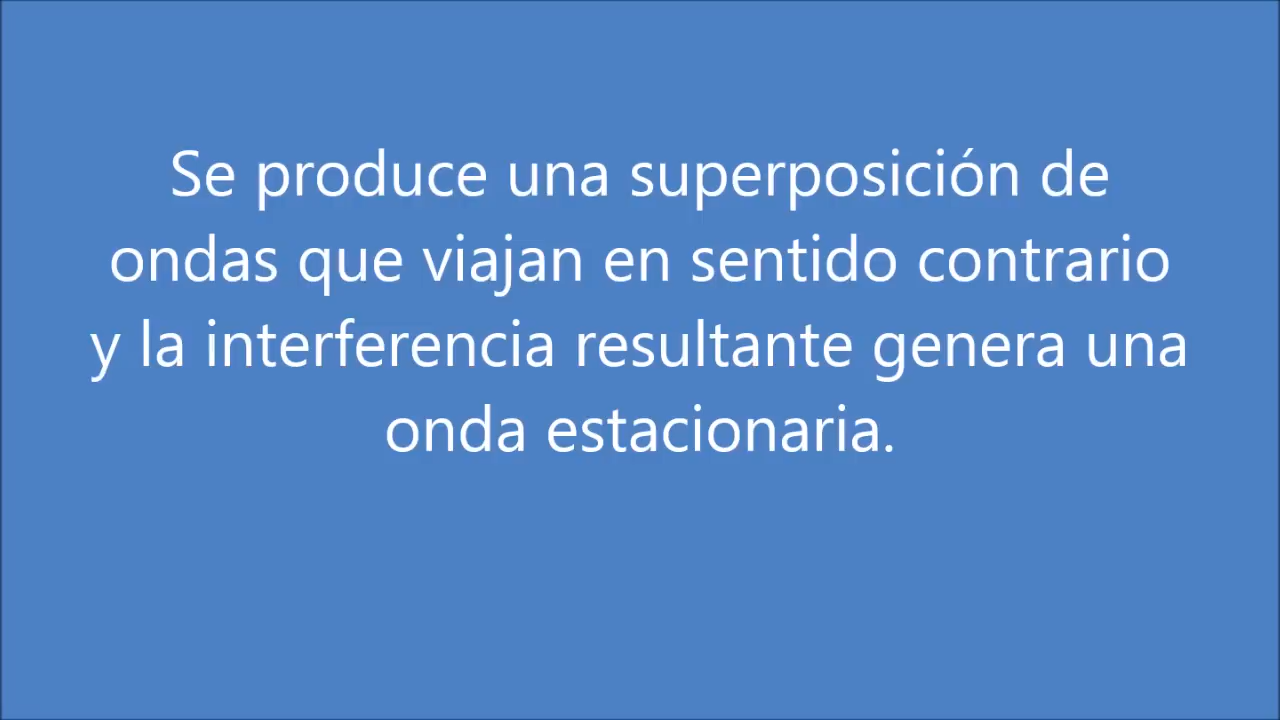 Se produce una superposición de
ondas que viajan en sentido contrario
y la interferencia resultante genera una
onda estacionaria.